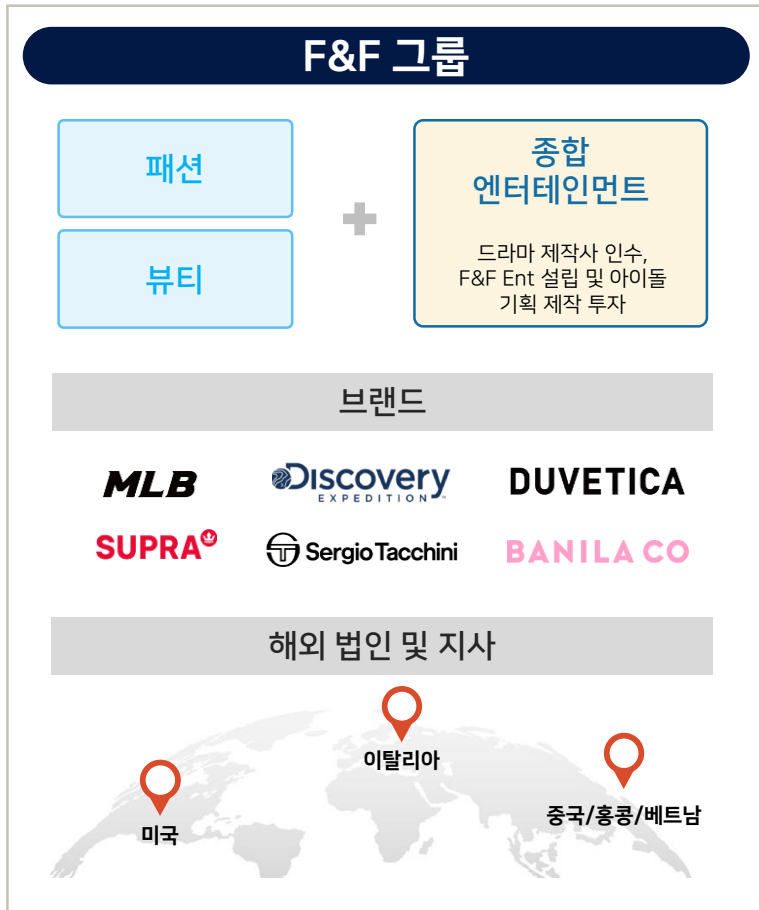 F&F 그룹
패션
뷰티
종합
엔터테인먼트
드라마 제작사 인수,
F&F Ent 설립 및 아이돌
기획 제작 투자
브랜드
MLB
Discovery
EXPEDITION™
DUVETICA
SUPRA
Sergio Tacchini
BANILA CO
해외 법인 및 지사
이탈리아
미국
중국/홍콩/베트남